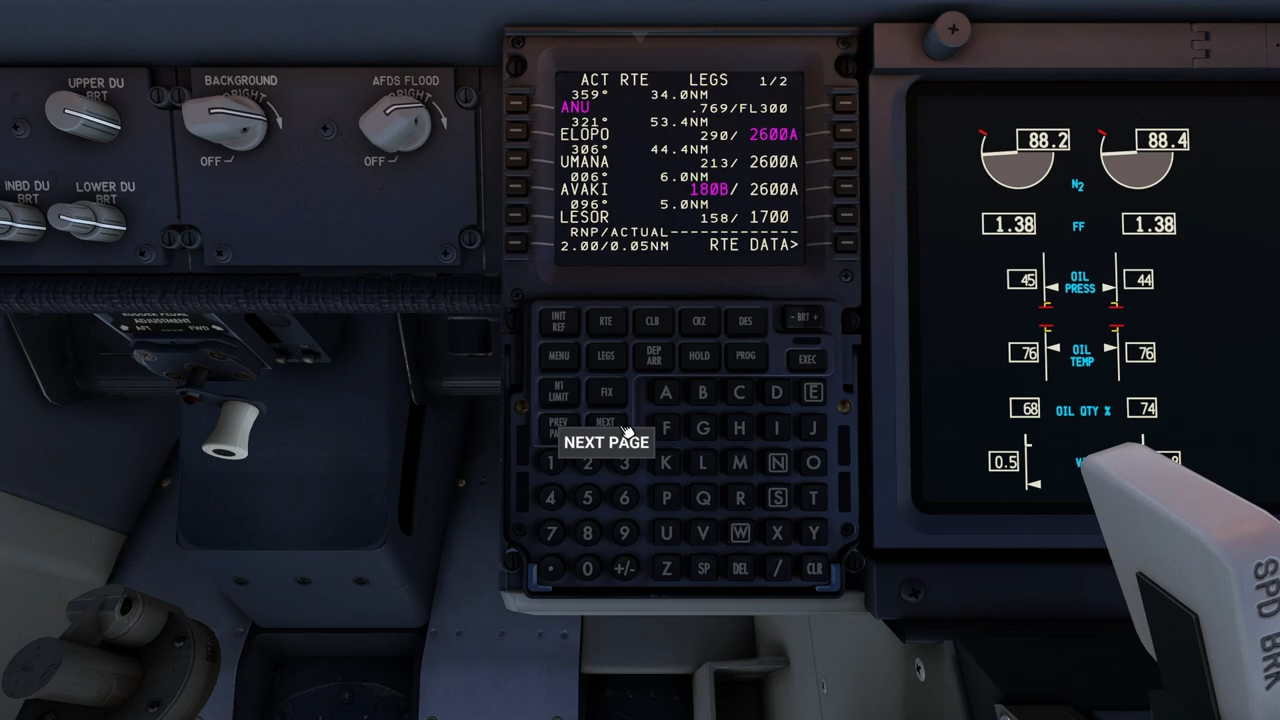 UPPER DU
BRT
BACKGROUND
BRIGHT
OFF
AFDS FLOOD
BRIGHT
OFF
INBD DU
BRT
LOWER DU
BRT
ADJUSTMENT
AFT
FWD
ACT RTE LEGS 1/2
359° 34.0NM
ANU .769/FL300
321° 53.4NM
ELOPO 290/ 2600A
306° 44.4NM
UMANA 213/ 2600A
006° 6.0NM
AVAKI 180B/ 2600A
096° 5.0NM
LESOR 158/ 1700
RNP/ACTUAL--------------
2.00/0.05NM RTE DATA>
INIT
REF
RTE
CLB
CRZ
DES
- BRT +
MENU
LEGS
DEP
ARR
HOLD
PROG
EXEC
N1
LIMIT
FIX
A B C D E
PREV
NEXT
F G H I J
NEXT PAGE
1 2 3 K L M N O
4 5 6 P Q R S T
7 8 9 U V W X Y
. 0 +/- Z SP DEL / CLR
88.2 88.4
N2
1.38 FF 1.38
45 OIL
PRESS 44
76 OIL
TEMP 76
68 OIL QTY % 74
0.5
SPD BRK